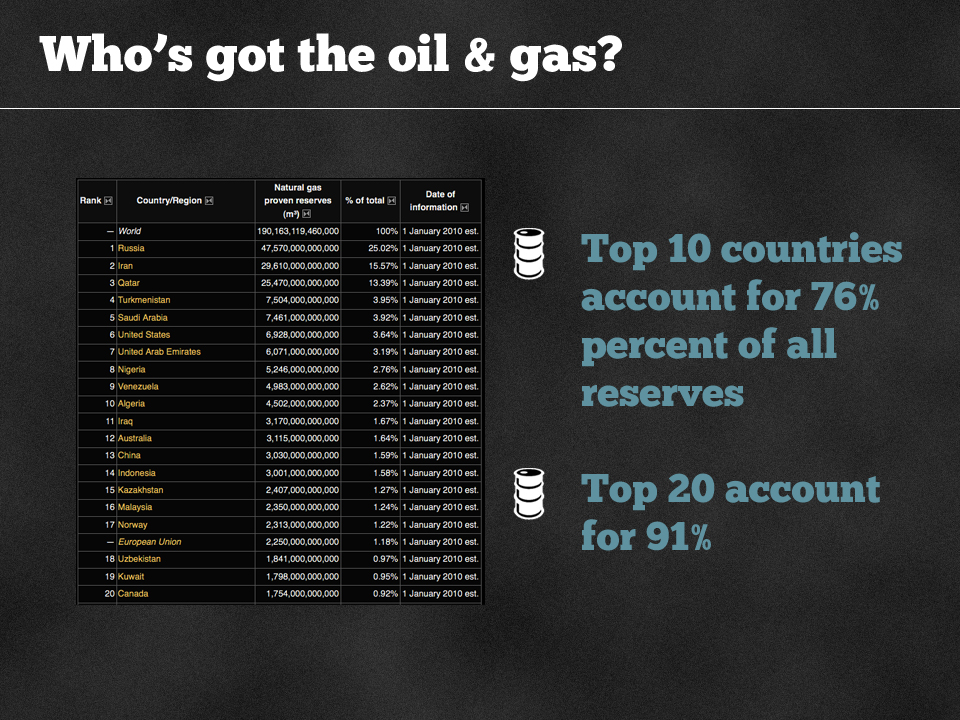 Who’s got the oil & gas?
Rank Country/Region Natural gas proven reserves (m³) % of total Date of information
— World 190,163,119,460,000 100% 1 January 2010 est.
1 Russia 47,570,000,000,000 25.02% 1 January 2010 est.
2 Iran 29,610,000,000,000 15.57% 1 January 2010 est.
3 Qatar 25,470,000,000,000 13.39% 1 January 2010 est.
4 Turkmenistan 7,504,000,000,000 3.95% 1 January 2010 est.
5 Saudi Arabia 7,461,000,000,000 3.92% 1 January 2010 est.
6 United States 6,928,000,000,000 3.64% 1 January 2010 est.
7 United Arab Emirates 6,071,000,000,000 3.19% 1 January 2010 est.
8 Nigeria 5,246,000,000,000 2.76% 1 January 2010 est.
9 Venezuela 4,983,000,000,000 2.62% 1 January 2010 est.
10 Algeria 4,502,000,000,000 2.37% 1 January 2010 est.
11 Iraq 3,170,000,000,000 1.67% 1 January 2010 est.
12 Australia 3,115,000,000,000 1.64% 1 January 2010 est.
13 China 3,030,000,000,000 1.59% 1 January 2010 est.
14 Indonesia 3,001,000,000,000 1.58% 1 January 2010 est.
15 Kazakhstan 2,407,000,000,000 1.27% 1 January 2010 est.
16 Malaysia 2,350,000,000,000 1.24% 1 January 2010 est.
17 Norway 2,313,000,000,000 1.22% 1 January 2010 est.
— European Union 2,250,000,000,000 1.18% 1 January 2010 est.
18 Uzbekistan 1,841,000,000,000 0.97% 1 January 2010 est.
19 Kuwait 1,798,000,000,000 0.95% 1 January 2010 est.
20 Canada 1,754,000,000,000 0.92% 1 January 2010 est.
Top 10 countries
account for 76%
percent of all
reserves
Top 20 account
for 91%